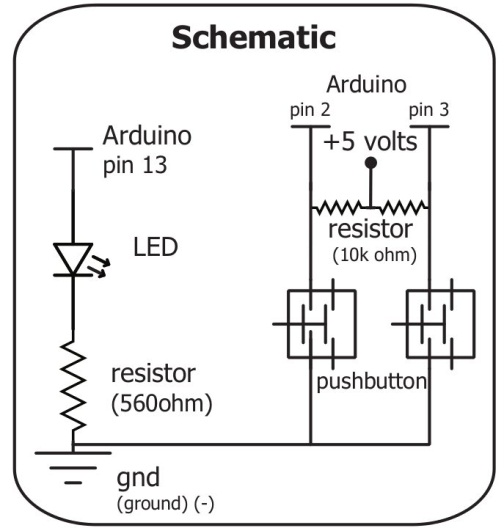 Schematic
Arduino
pin 2
pin 3
+5 volts
resistor
(10k ohm)
pushbutton
Arduino
pin 13
LED
resistor
(560ohm)
gnd
(ground) (-)